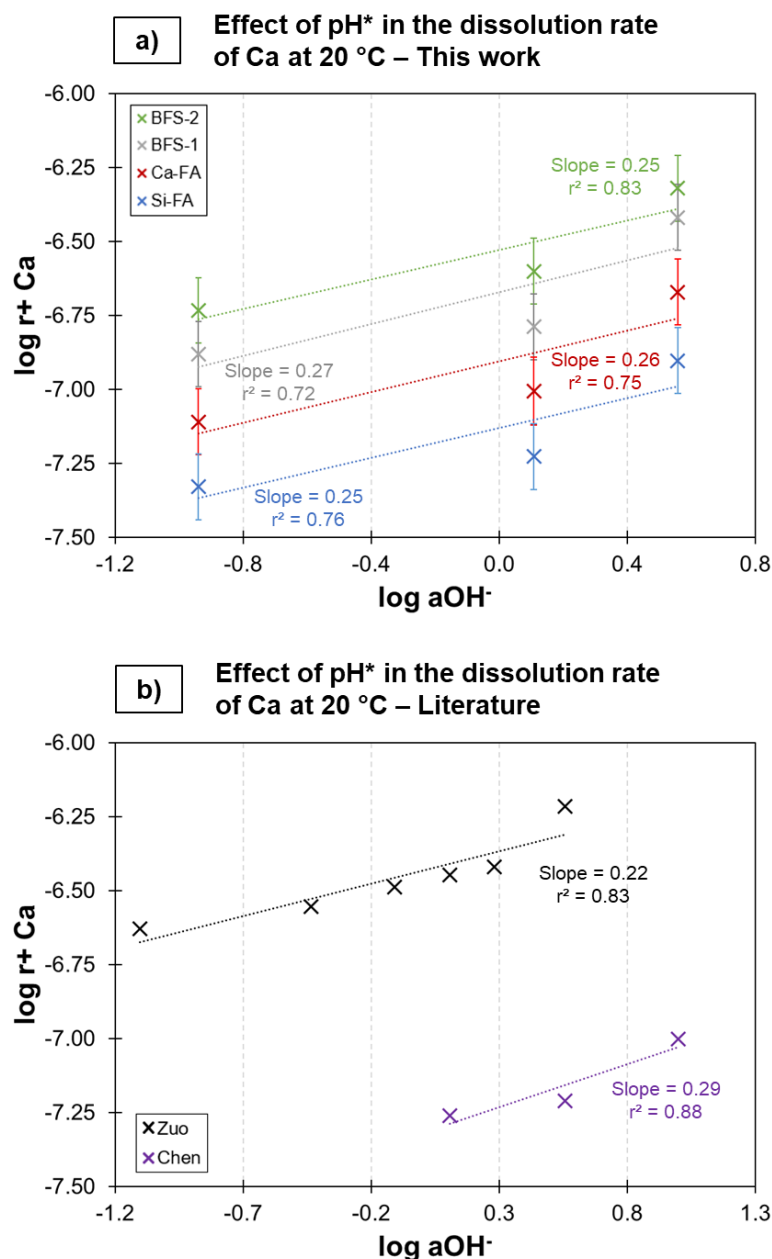 a)
Effect of pH* in the dissolution rate
of Ca at 20 °C – This work
-6.00
-6.25
-6.50
-6.75
-7.00
-7.25
-7.50
log r+ Ca
BFS-2
BFS-1
Ca-FA
Si-FA
Slope = 0.25
r² = 0.83
Slope = 0.27
r² = 0.72
Slope = 0.26
r² = 0.75
Slope = 0.25
r² = 0.76
-1.2 -0.8 -0.4 0.0 0.4 0.8
log aOH⁻
b)
Effect of pH* in the dissolution rate
of Ca at 20 °C – Literature
-6.00
-6.25
-6.50
-6.75
-7.00
-7.25
-7.50
log r+ Ca
Slope = 0.22
r² = 0.83
Slope = 0.29
r² = 0.88
Zuo
Chen
-1.2 -0.7 -0.2 0.3 0.8 1.3
log aOH⁻